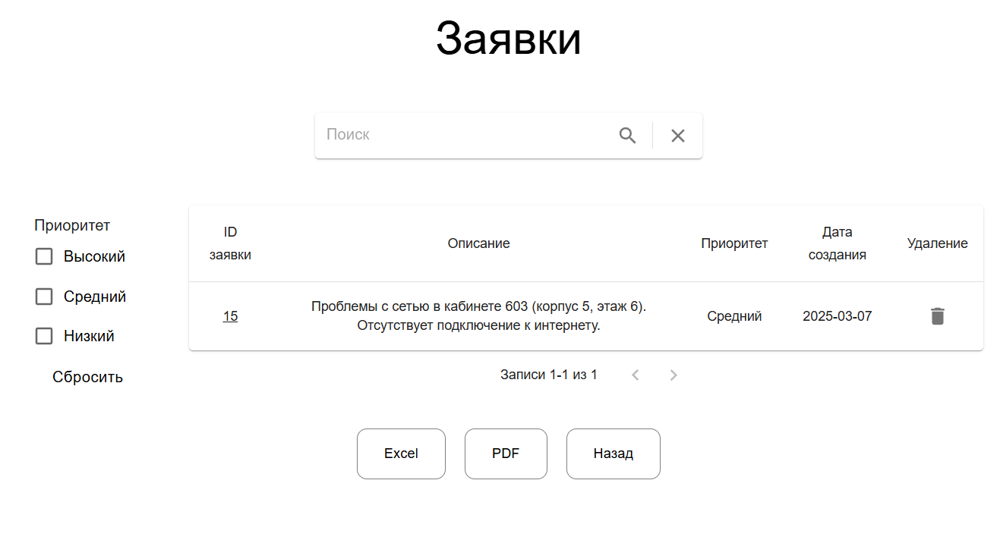 Заявки
Поиск
Приоритет
Высокий
Средний
Низкий
Сбросить
ID
заявки
Описание
Приоритет
Дата
создания
Удаление
15
Проблемы с сетью в кабинете 603 (корпус 5, этаж 6).
Отсутствует подключение к интернету.
Средний
2025-03-07
Записи 1-1 из 1
Excel
PDF
Назад